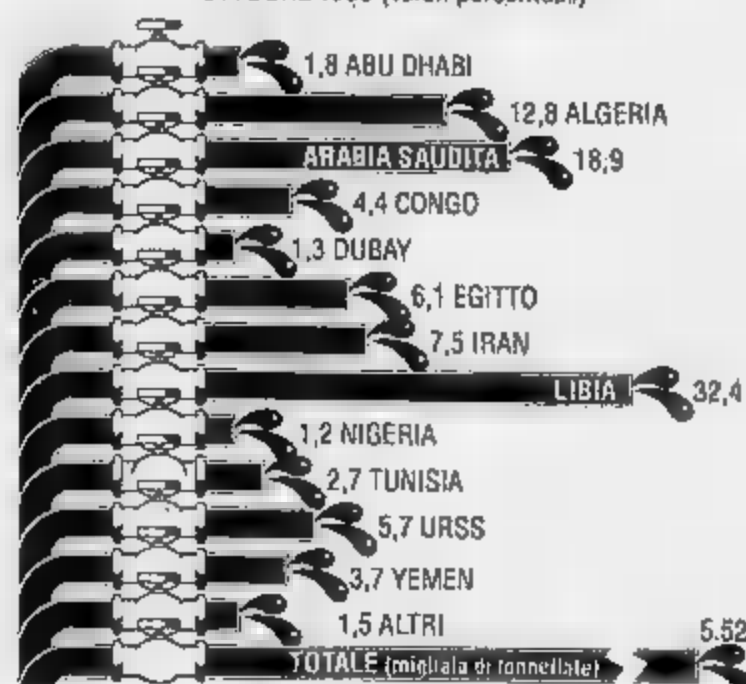 1,8 ABU DHABI
12,8 ALGERIA
ARABIA SAUDITA 18,9
4,4 CONGO
1,3 DUBAY
6,1 EGITTO
7,5 IRAN
LIBIA 32,4
1,2 NIGERIA
2,7 TUNISIA
5,7 URSS
3,7 YEMEN
1,5 ALTRI
TOTALE (migliaia di tonnellate) 5.52